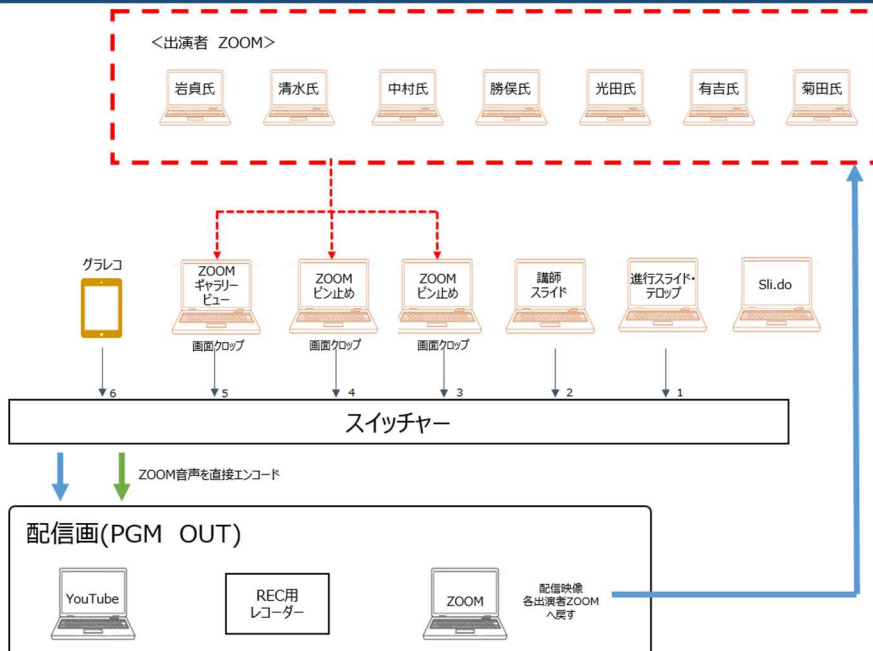 ＜出演者 ZOOM＞
岩貞氏
清水氏
中村氏
勝俣氏
光田氏
有吉氏
菊田氏
グラレコ
ZOOM
ギャラリー
ビュー
ZOOM
ピン止め
ZOOM
ピン止め
講師
スライド
進行スライド・
テロップ
Sli.do
画面クロップ
画面クロップ
画面クロップ
6
5
4
3
2
1
スイッチャー
ZOOM音声を直接エンコード
配信画(PGM OUT)
YouTube
REC用
レコーダー
ZOOM
配信映像
各出演者ZOOM
へ戻す